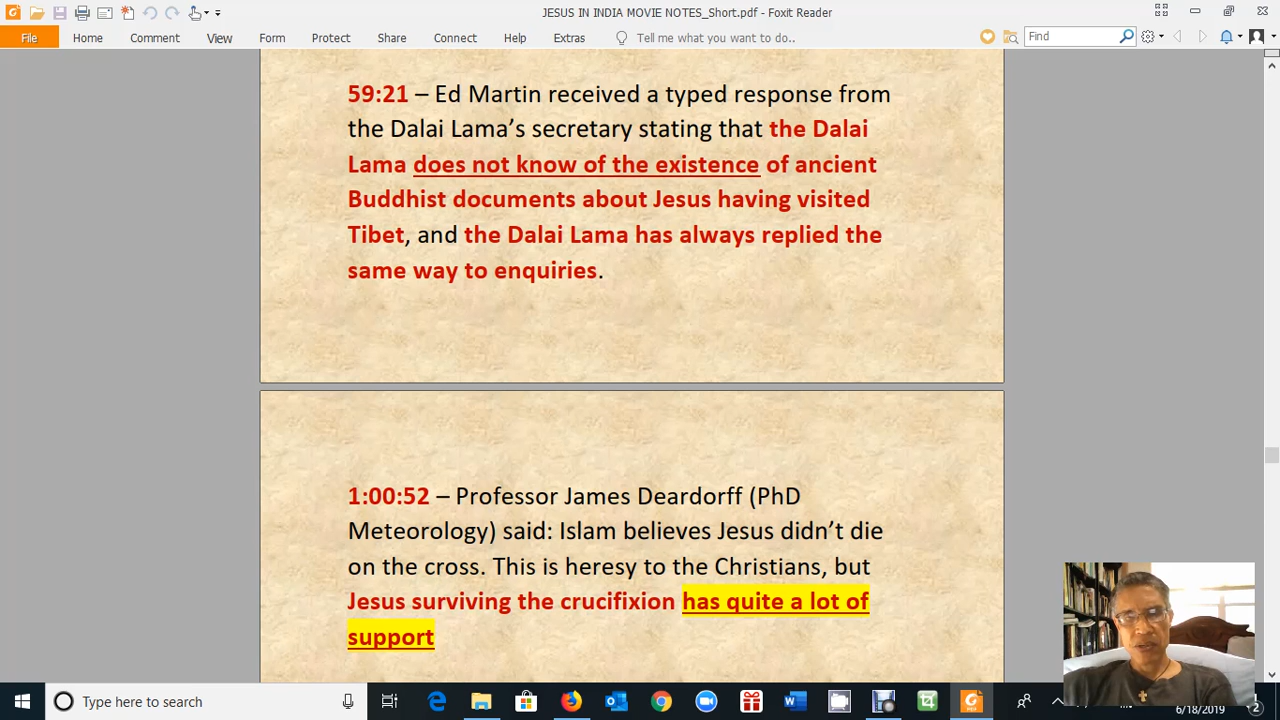 JESUS IN INDIA MOVIE NOTES_Short.pdf - Foxit Reader
File Home Comment View Form Protect Share Connect Help Extras Tell me what you want to do.. Find
59:21 – Ed Martin received a typed response from
the Dalai Lama’s secretary stating that the Dalai
Lama does not know of the existence of ancient
Buddhist documents about Jesus having visited
Tibet, and the Dalai Lama has always replied the
same way to enquiries.
1:00:52 – Professor James Deardorff (PhD
Meteorology) said: Islam believes Jesus didn’t die
on the cross. This is heresy to the Christians, but
Jesus surviving the crucifixion has quite a lot of
support
Type here to search
6/18/2019